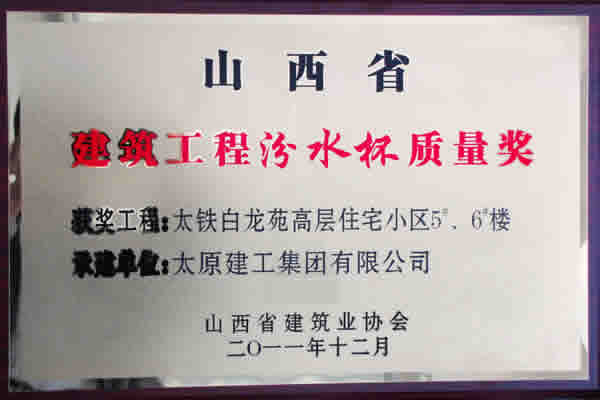 山西省
建筑工程汾水杯质量奖
获奖工程:太铁白龙苑高层住宅小区5#、6#楼
承建单位:太原建工集团有限公司
山西省建筑业协会
二〇一一年十二月